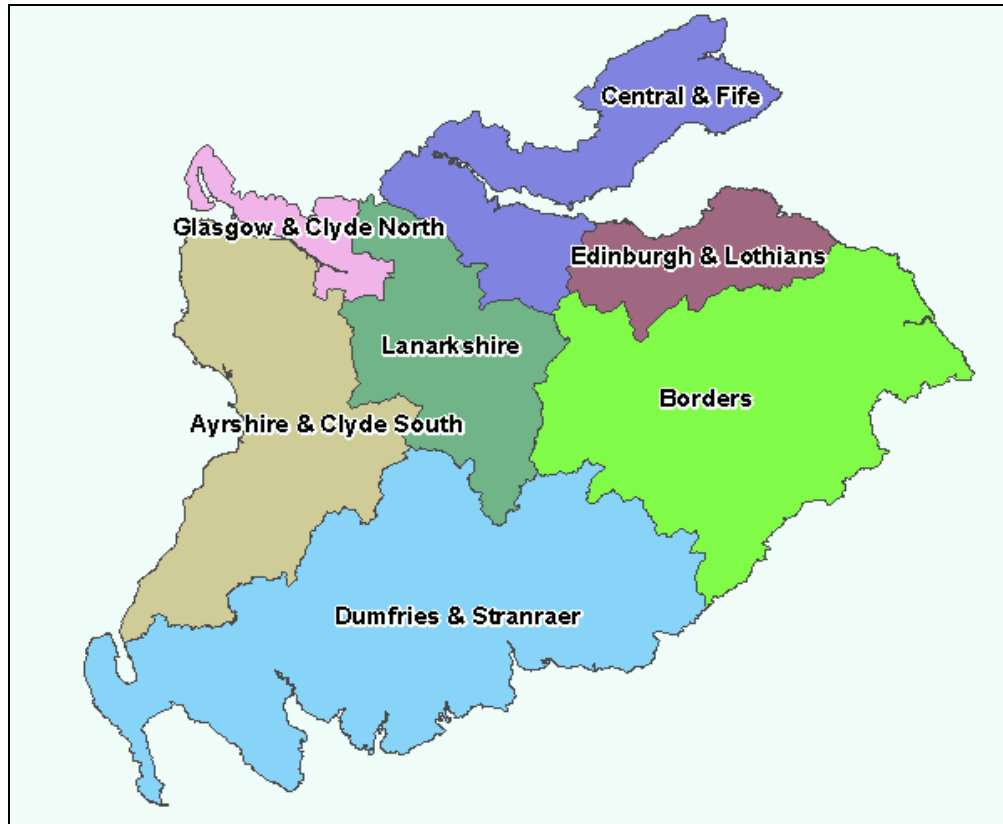 Central & Fife
Glasgow & Clyde North
Edinburgh & Lothians
Lanarkshire
Borders
Ayrshire & Clyde South
Dumfries & Stranraer